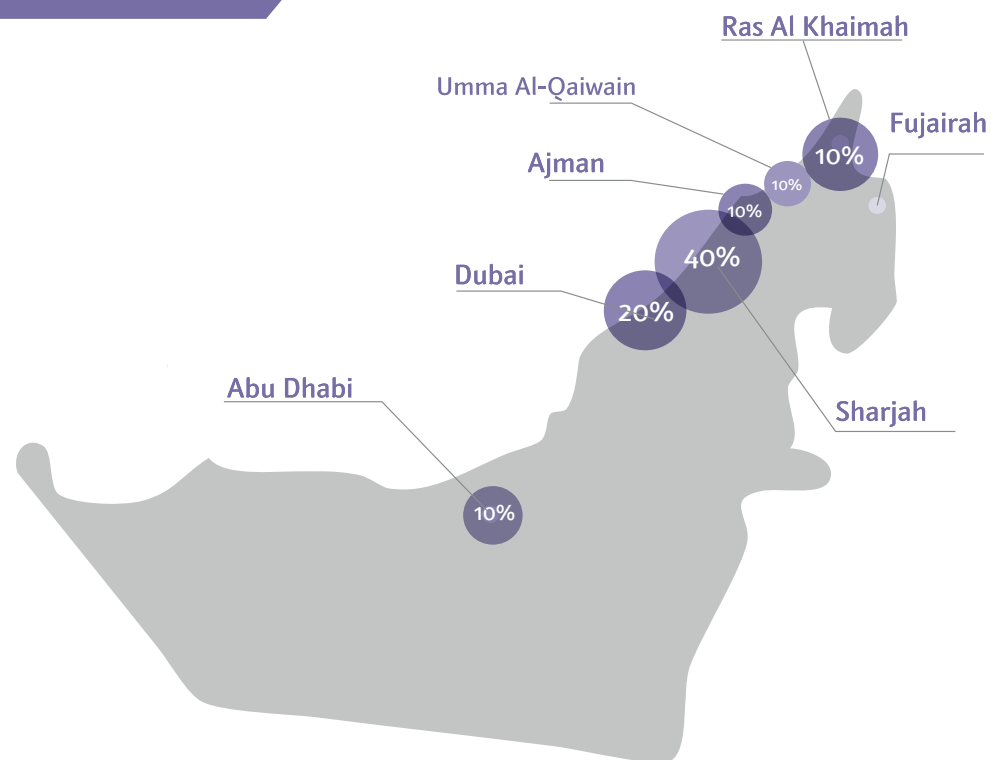 Ras Al Khaimah
Umma Al-Qaiwain
Fujairah
10%
Ajman
10%
10%
40%
Dubai
20%
Abu Dhabi
Sharjah
10%